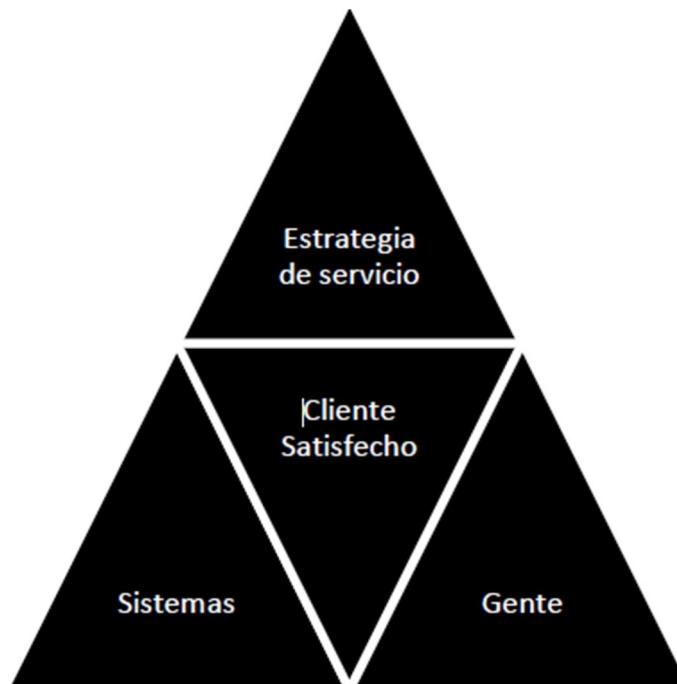 Estrategia
de servicio
Cliente
Satisfecho
Sistemas
Gente